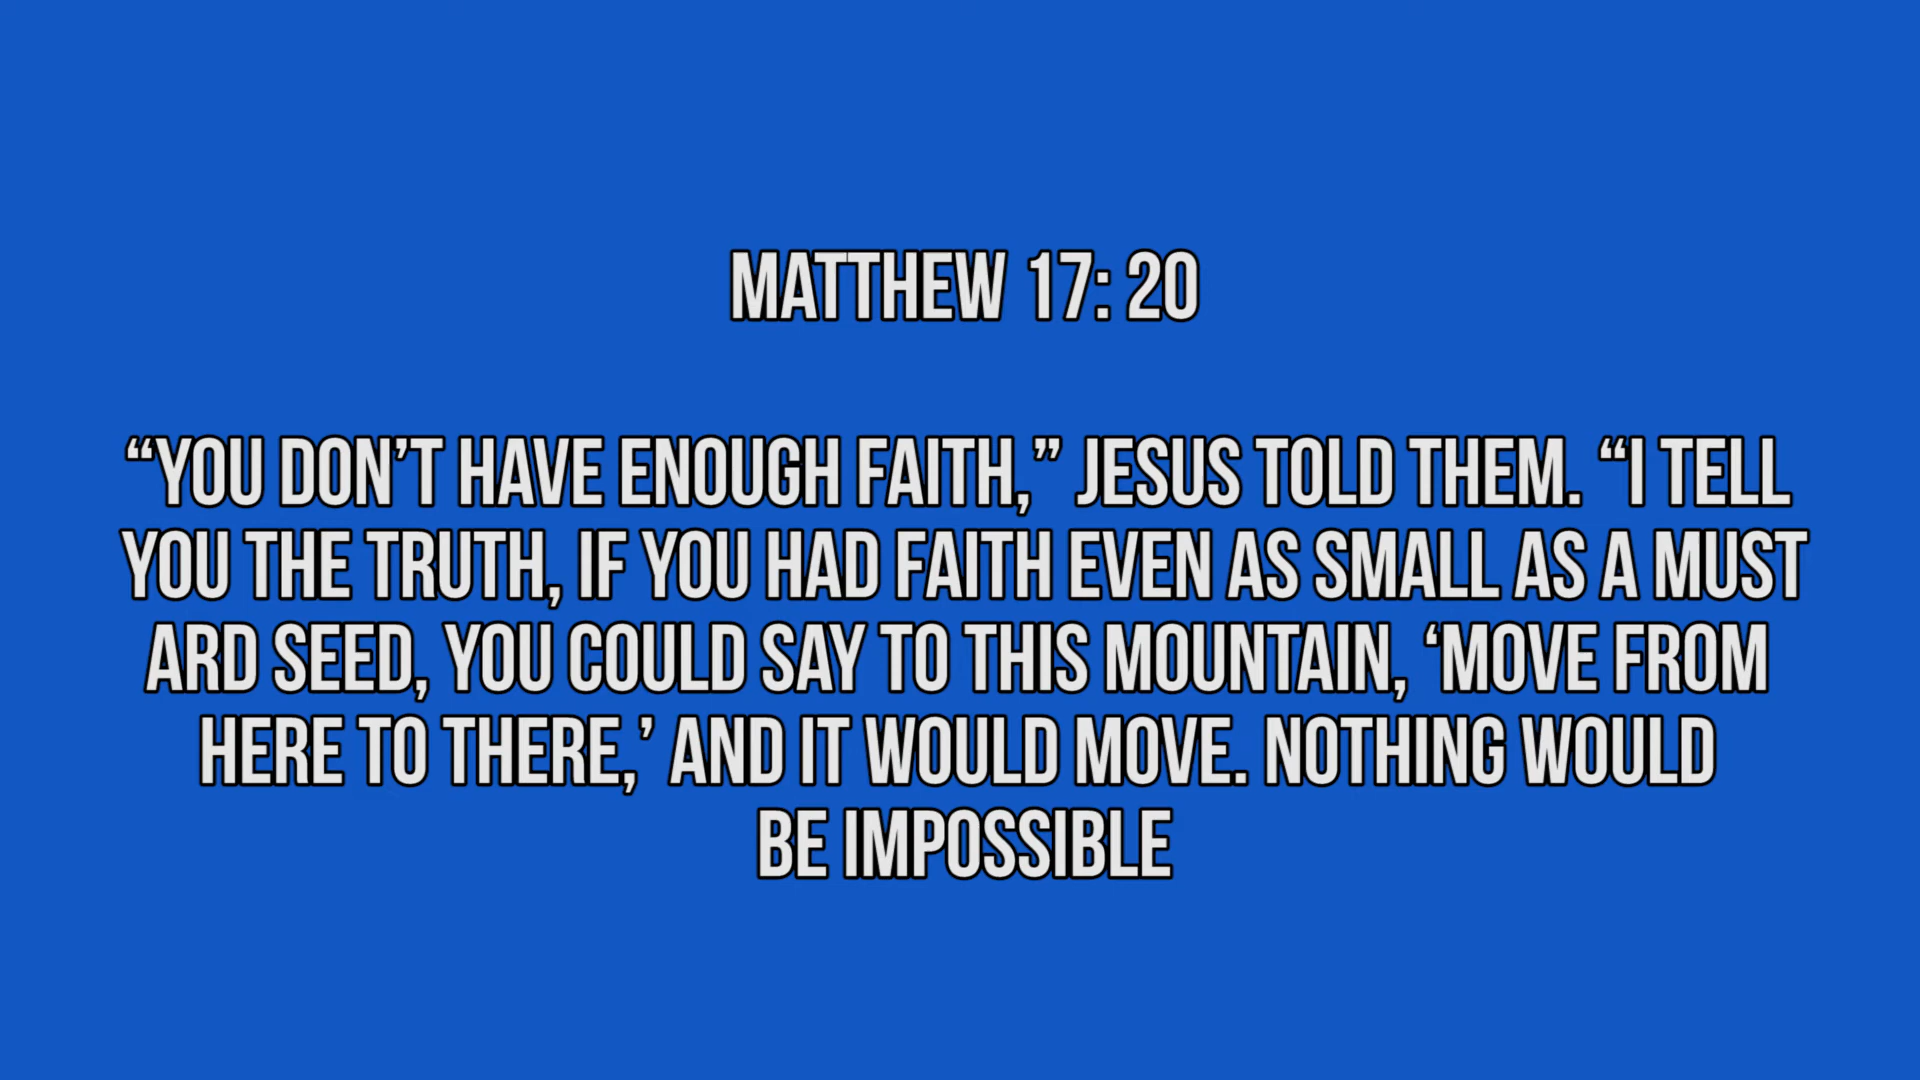 MATTHEW 17: 20
“YOU DON’T HAVE ENOUGH FAITH,” JESUS TOLD THEM. “I TELL
YOU THE TRUTH, IF YOU HAD FAITH EVEN AS SMALL AS A MUST
ARD SEED, YOU COULD SAY TO THIS MOUNTAIN, ‘MOVE FROM
HERE TO THERE,’ AND IT WOULD MOVE. NOTHING WOULD
BE IMPOSSIBLE